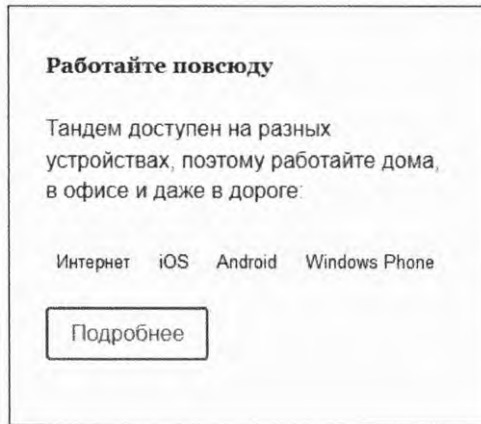 Работайте повсюду
Тандем доступен на разных
устройствах, поэтому работайте дома,
в офисе и даже в дороге:
Интернет iOS Android Windows Phone
Подробнее